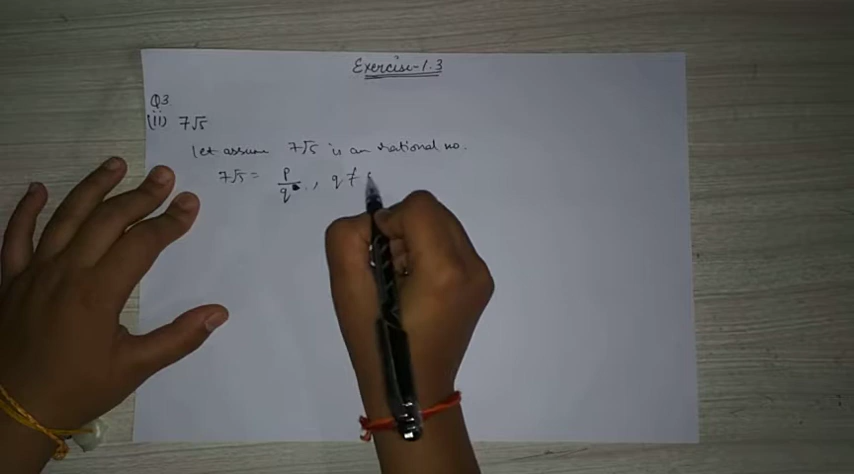 Exercise-1.3
Q3
(ii) 7√5
let assume 7√5 is an rational no.
7√5 = p/q , q ≠